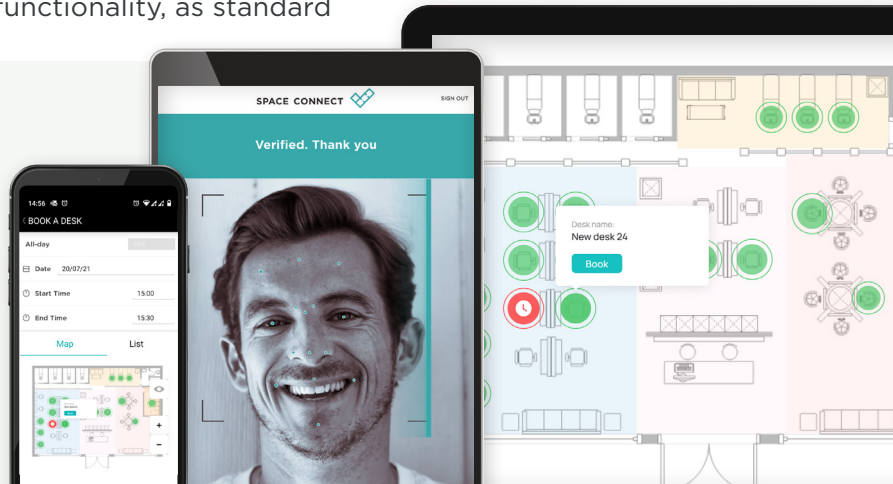 functionality, as standard
SPACE CONNECT
SIGN OUT
Verified. Thank you
14:56
BOOK A DESK
All-day
Date 20/07/21
Start Time 15:00
End Time 15:30
Map List
+
−
Desk name:
New desk 24
Book